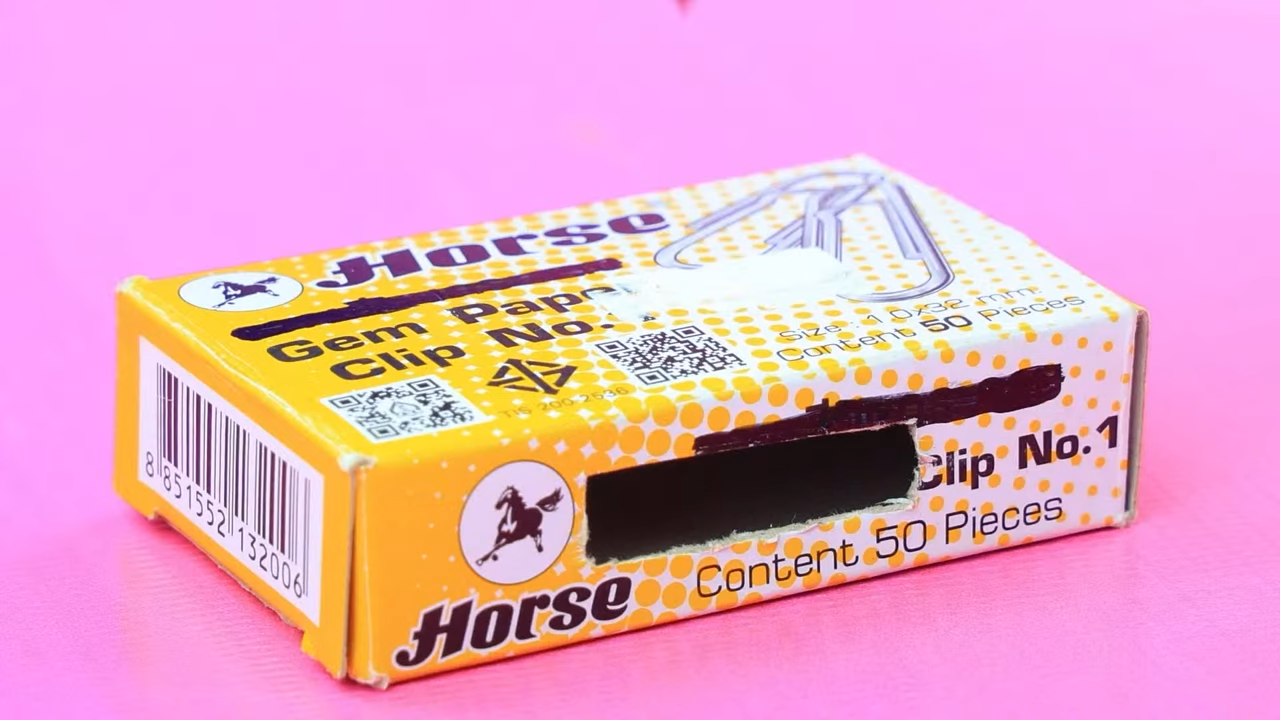 Horse
Gem Pape
Clip No.
TIS 200-2536
Size : 1.0x32 mm.
Content 50 Pieces
8 851552 132006
Clip No.1
Content 50 Pieces
Horse